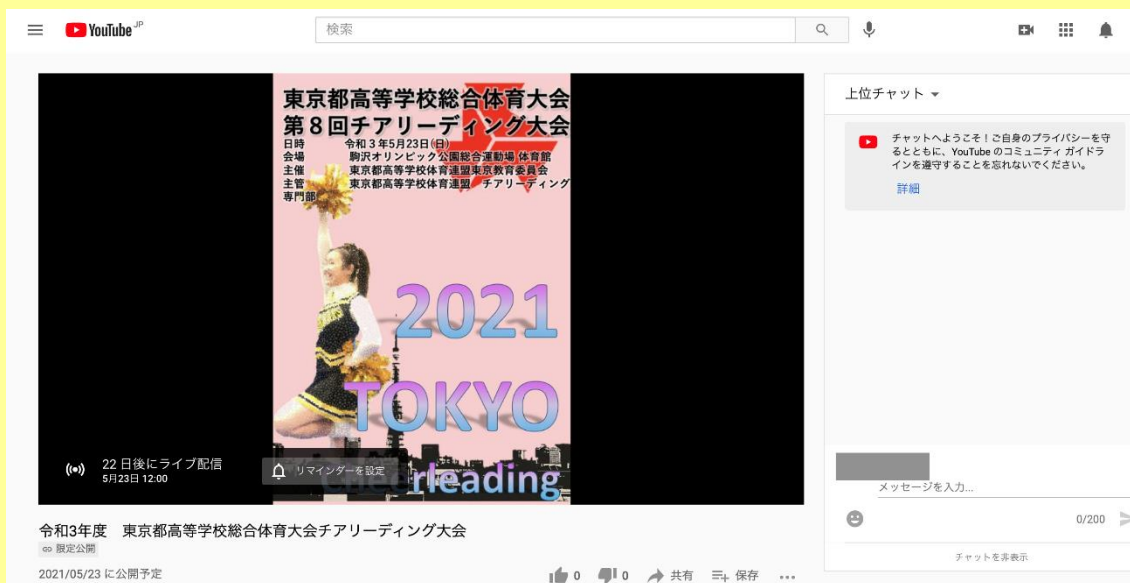 YouTube JP
検索
東京都高等学校総合体育大会
第8回チアリーディング大会
日時 令和3年5月23日(日)
会場 駒沢オリンピック公園総合運動場 体育館
主催 東京都高等学校体育連盟東京教育委員会
主管 東京都高等学校体育連盟 チアリーディング
専門部
2021
TOKYO
Cheerleading
22 日後にライブ配信
5月23日 12:00
リマインダーを設定
令和3年度 東京都高等学校総合体育大会チアリーディング大会
限定公開
2021/05/23 に公開予定
0
0
共有
保存
上位チャット
チャットへようこそ！ご自身のプライバシーを守
るとともに、YouTube のコミュニティ ガイドラ
インを遵守することを忘れないでください。
詳細
メッセージを入力...
0/200
チャットを非表示